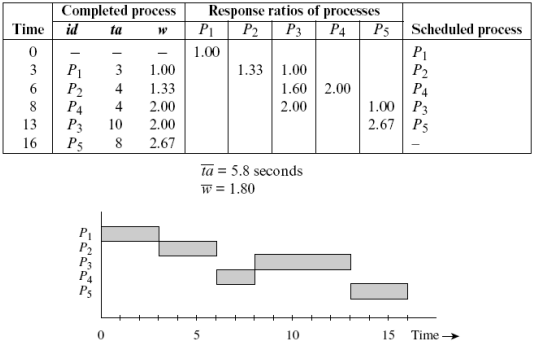 Completed process Response ratios of processes
Time id ta w P1 P2 P3 P4 P5 Scheduled process
0 – – – 1.00 P1
3 P1 3 1.00 1.33 1.00 P2
6 P2 4 1.33 1.60 2.00 P4
8 P4 4 2.00 2.00 1.00 P3
13 P3 10 2.00 2.67 P5
16 P5 8 2.67 –
ta = 5.8 seconds
w = 1.80
P1
P2
P3
P4
P5
0 5 10 15 Time